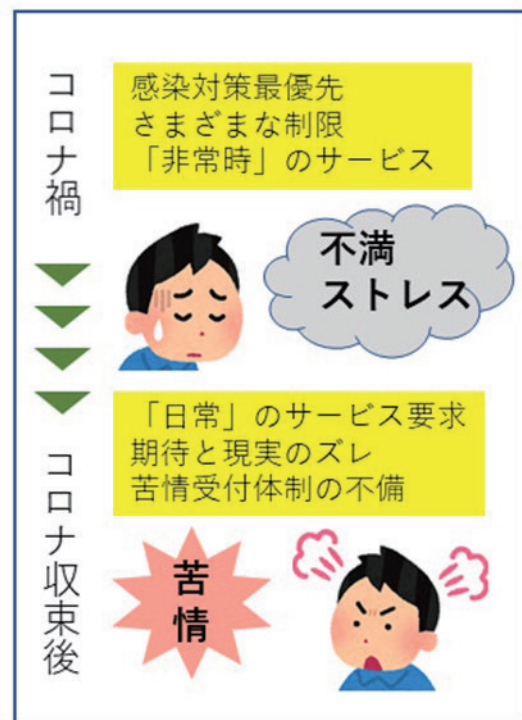 コロナ禍
感染対策最優先
さまざまな制限
「非常時」のサービス
不満
ストレス
コロナ収束後
「日常」のサービス要求
期待と現実のズレ
苦情受付体制の不備
苦情